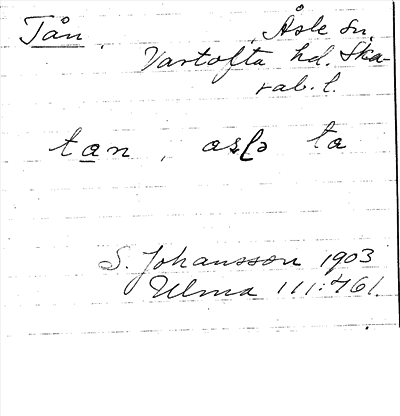 Tån, Åsle sn,
Vartofta hd. Ska-
rab. l.
tan, aslə ta
S. Johansson 1903
Ulma 111:461.